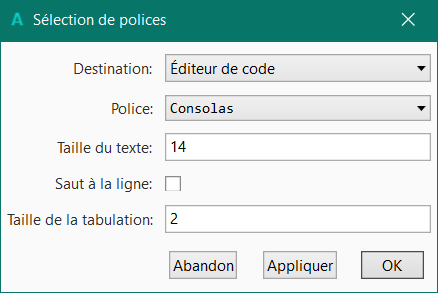 A Sélection de polices
Destination: Éditeur de code
Police: Consolas
Taille du texte: 14
Saut à la ligne:
Taille de la tabulation: 2
Abandon Appliquer OK